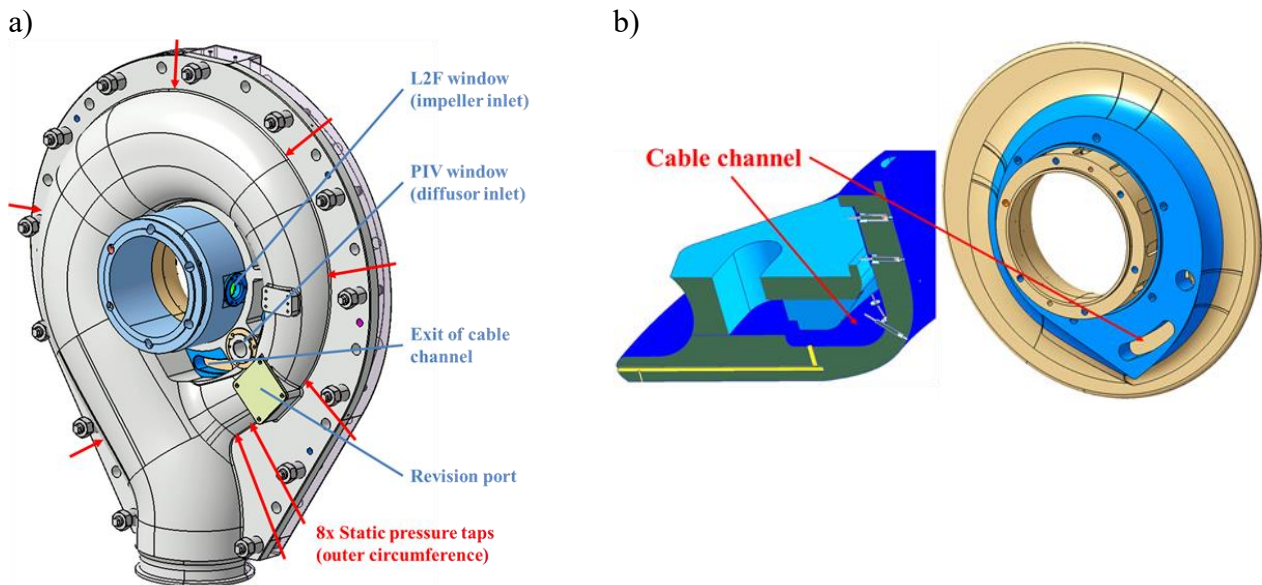 a)
b)
L2F window
(impeller inlet)
PIV window
(diffusor inlet)
Exit of cable
channel
Revision port
8x Static pressure taps
(outer circumference)
Cable channel